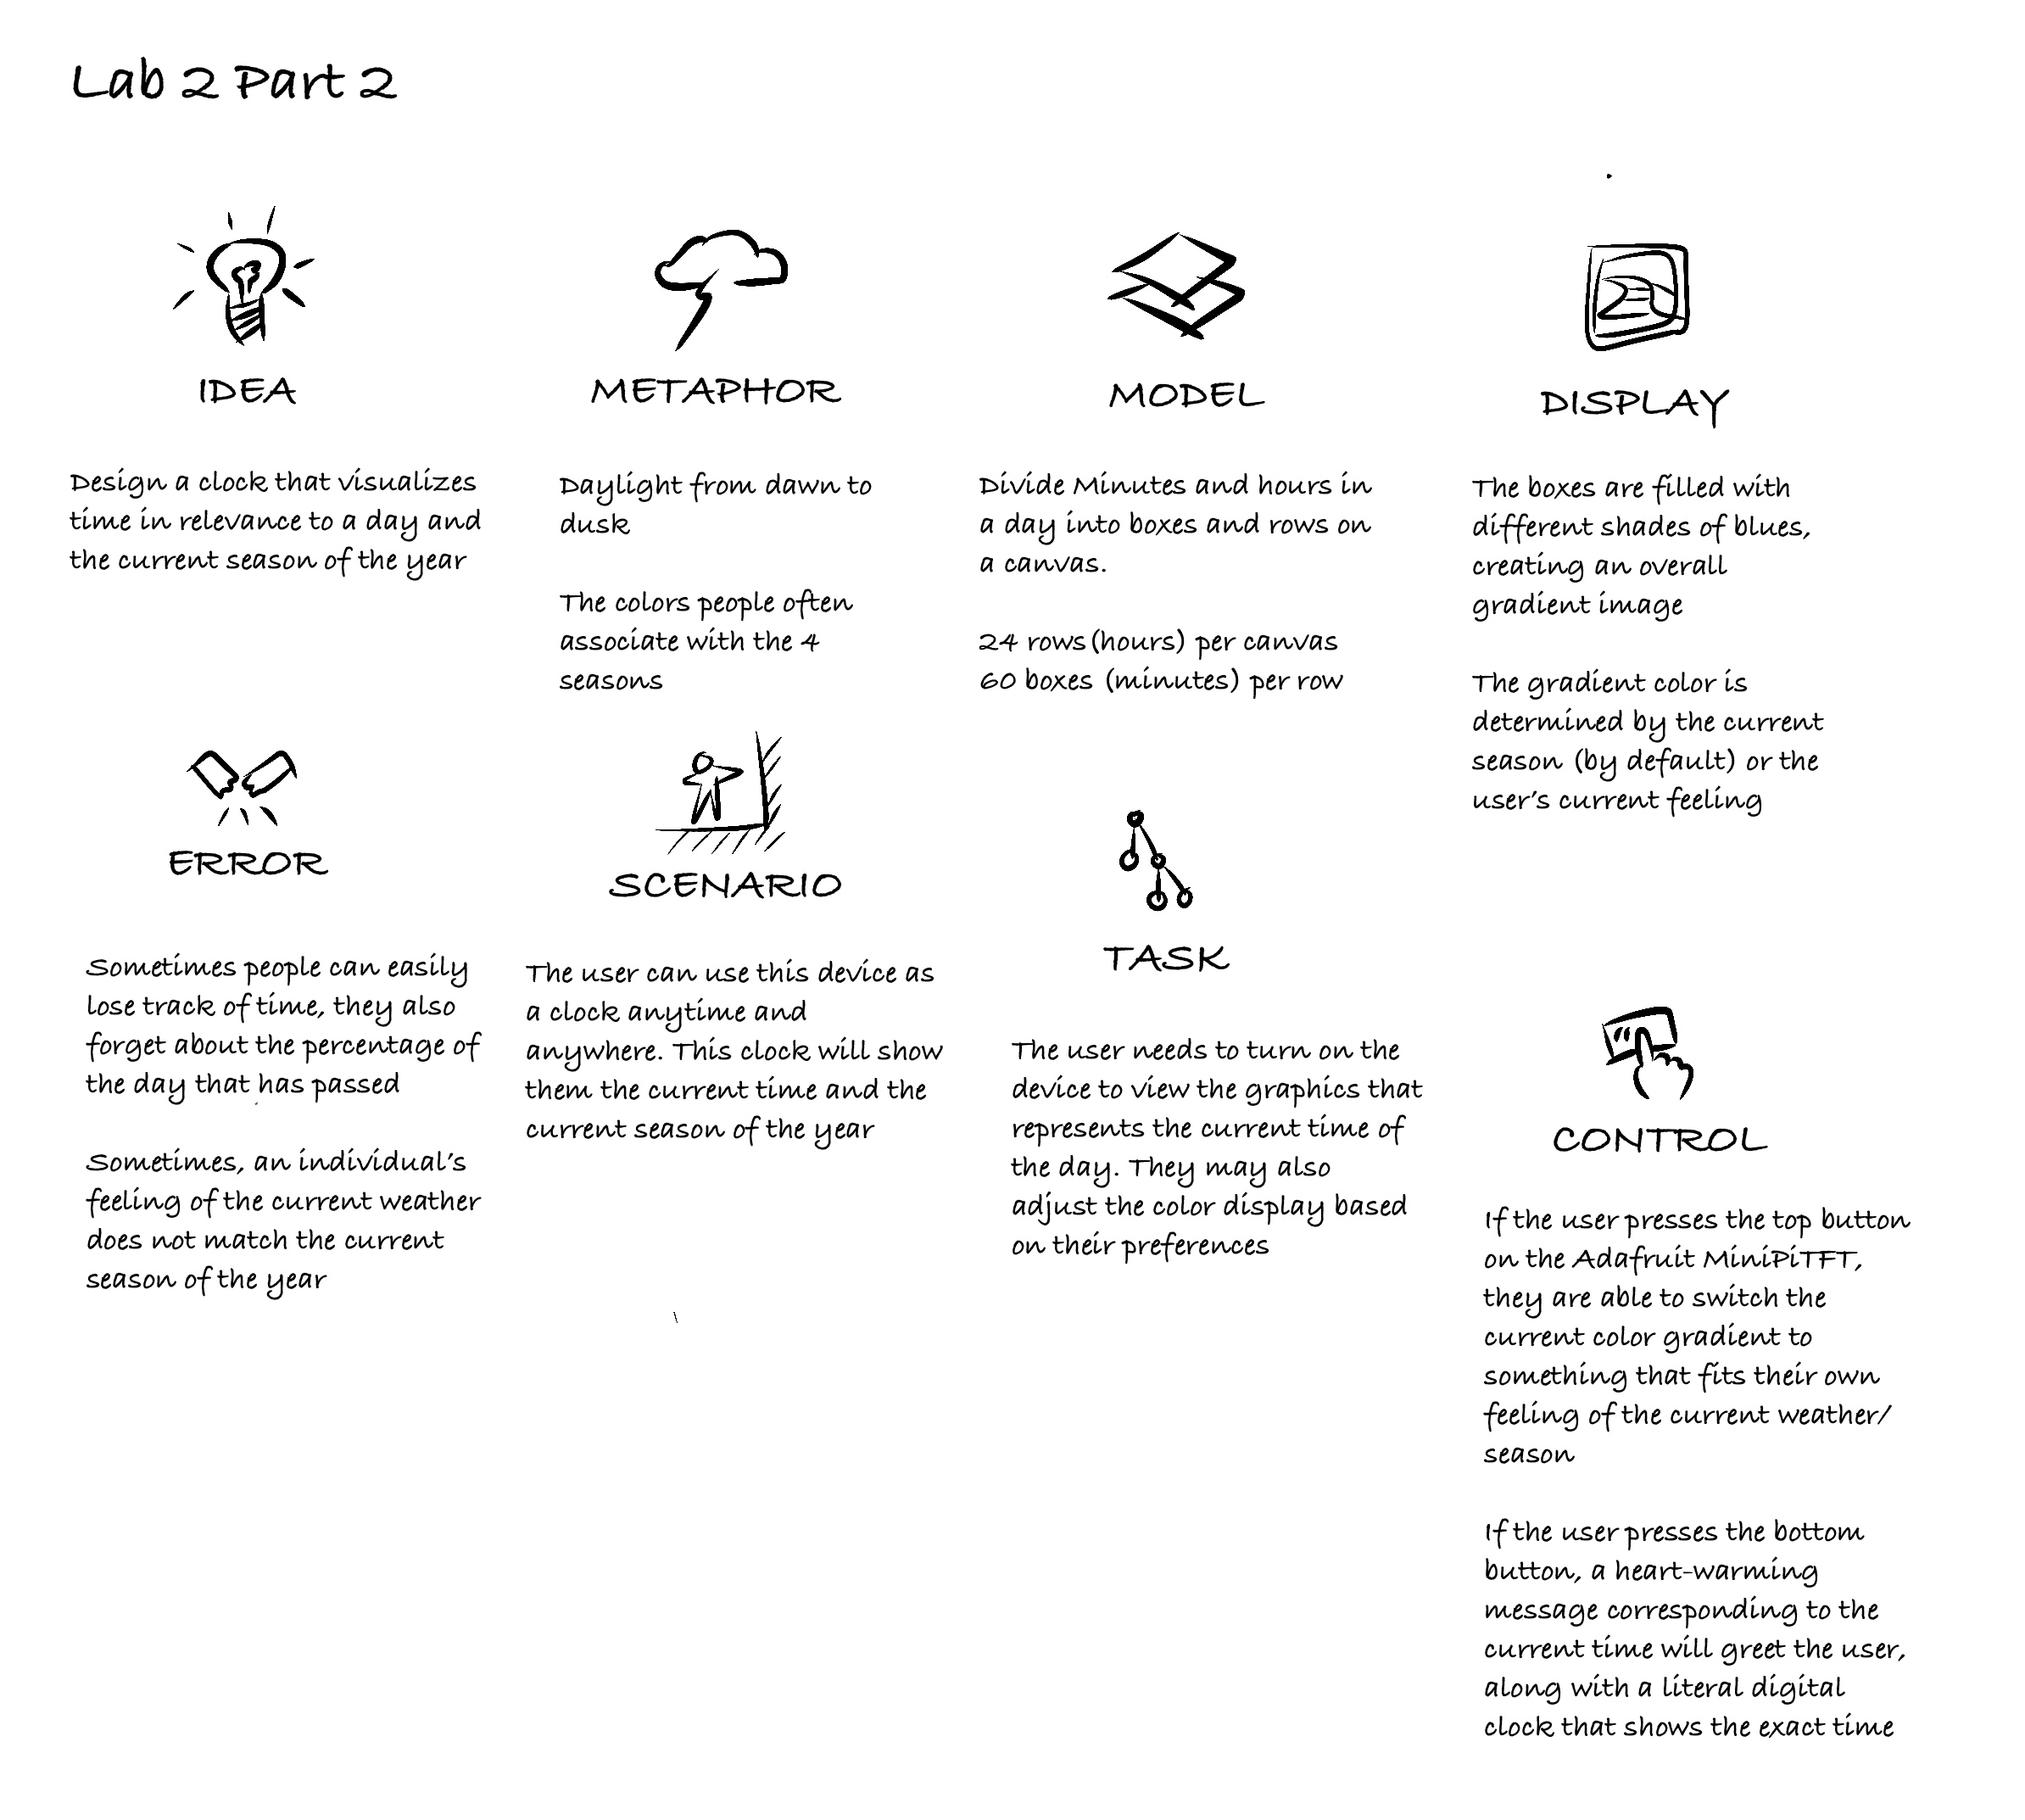 Lab 2 Part 2
IDEA
Design a clock that visualizes
time in relevance to a day and
the current season of the year
METAPHOR
Daylight from dawn to
dusk
The colors people often
associate with the 4
seasons
MODEL
Divide Minutes and hours in
a day into boxes and rows on
a canvas.
24 rows (hours) per canvas
60 boxes (minutes) per row
DISPLAY
The boxes are filled with
different shades of blues,
creating an overall
gradient image
The gradient color is
determined by the current
season (by default) or the
user's current feeling
ERROR
Sometimes people can easily
lose track of time, they also
forget about the percentage of
the day that has passed
Sometimes, an individual's
feeling of the current weather
does not match the current
season of the year
SCENARIO
The user can use this device as
a clock anytime and
anywhere. This clock will show
them the current time and the
current season of the year
TASK
The user needs to turn on the
device to view the graphics that
represents the current time of
the day. They may also
adjust the color display based
on their preferences
CONTROL
If the user presses the top button
on the Adafruit MiniPiTFT,
they are able to switch the
current color gradient to
something that fits their own
feeling of the current weather/
season
If the user presses the bottom
button, a heart-warming
message corresponding to the
current time will greet the user,
along with a literal digital
clock that shows the exact time